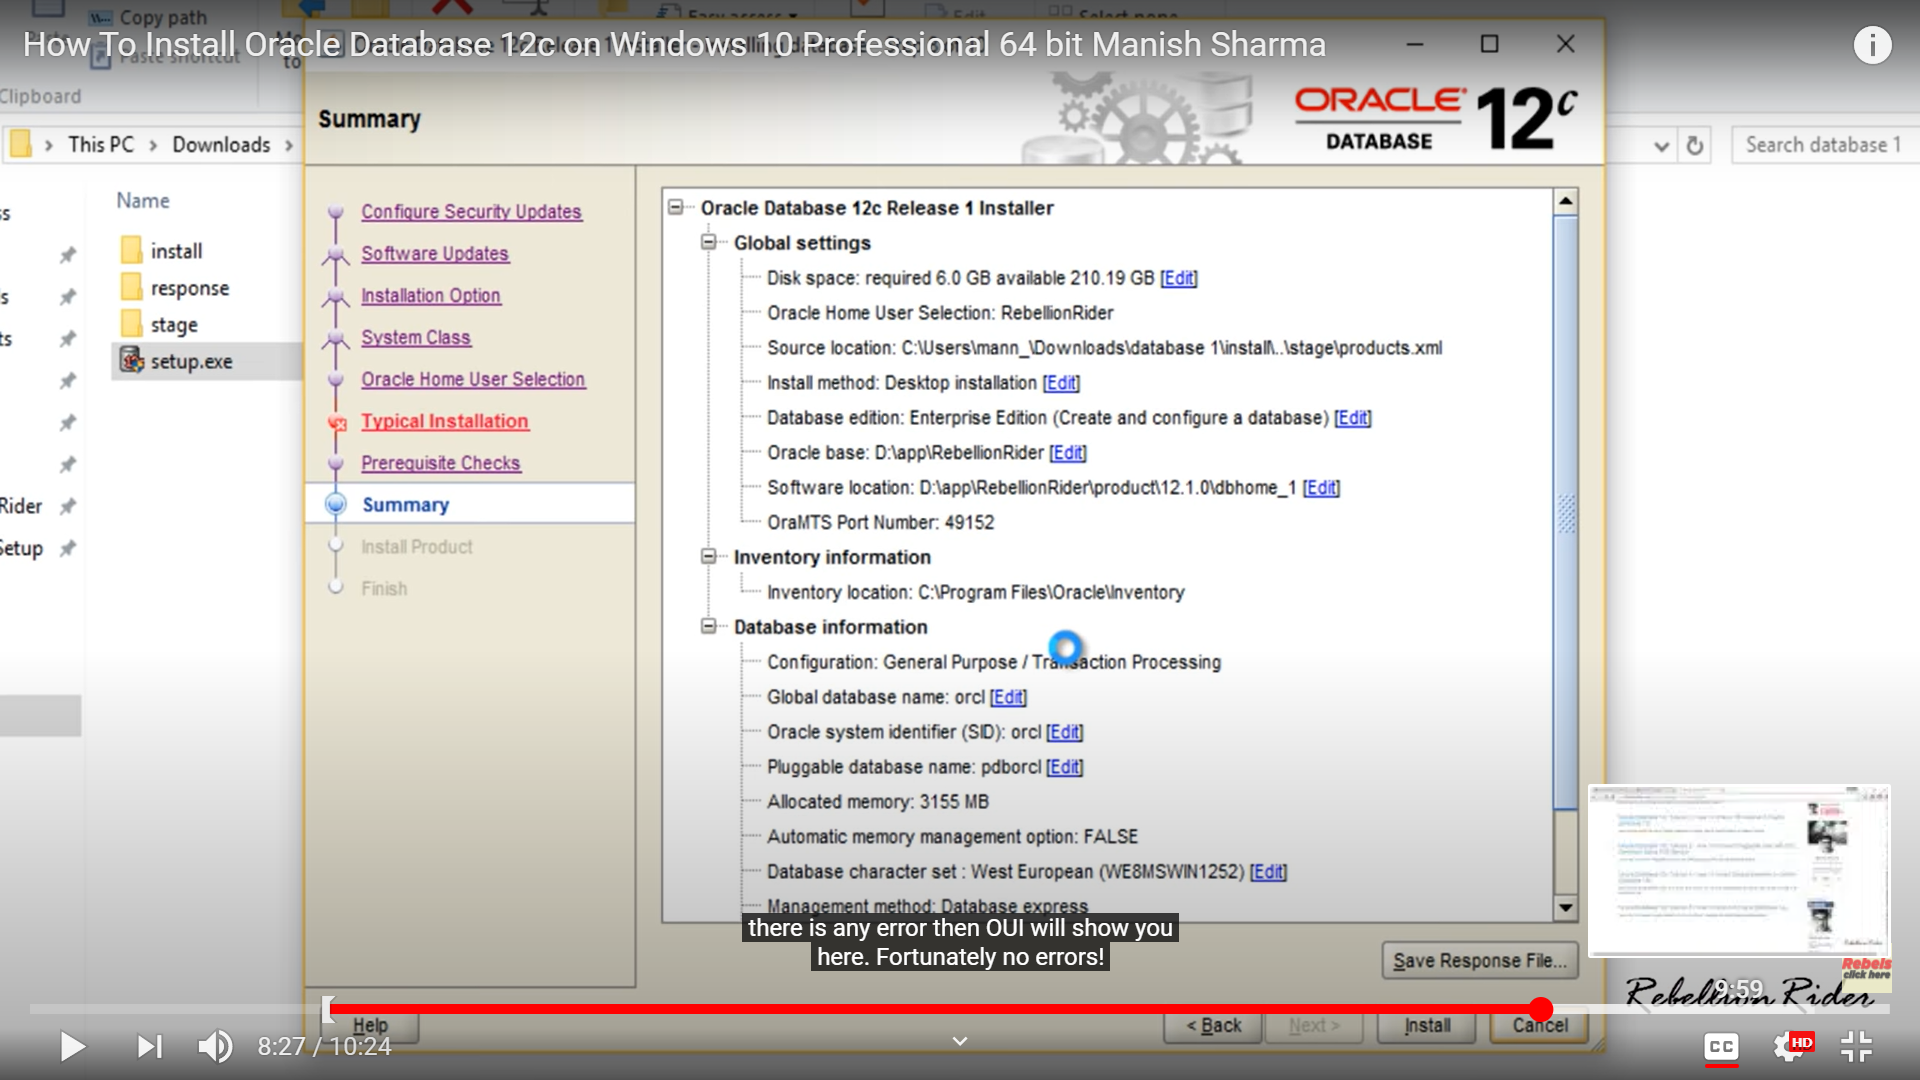 Copy path
How To Install Oracle Database 12c on Windows 10 Professional 64 bit Manish Sharma
Clipboard
This PC > Downloads >
Search database 1
Summary
ORACLE
DATABASE
12c
Name
install
response
stage
setup.exe
Rider
Setup
Configure Security Updates
Software Updates
Installation Option
System Class
Oracle Home User Selection
Typical Installation
Prerequisite Checks
Summary
Install Product
Finish
Oracle Database 12c Release 1 Installer
Global settings
Disk space: required 6.0 GB available 210.19 GB [Edit]
Oracle Home User Selection: RebellionRider
Source location: C:\Users\mann_\Downloads\database 1\install\..\stage\products.xml
Install method: Desktop installation [Edit]
Database edition: Enterprise Edition (Create and configure a database) [Edit]
Oracle base: D:\app\RebellionRider [Edit]
Software location: D:\app\RebellionRider\product\12.1.0\dbhome_1 [Edit]
OraMTS Port Number: 49152
Inventory information
Inventory location: C:\Program Files\Oracle\Inventory
Database information
Configuration: General Purpose / Transaction Processing
Global database name: orcl [Edit]
Oracle system identifier (SID): orcl [Edit]
Pluggable database name: pdborcl [Edit]
Allocated memory: 3155 MB
Automatic memory management option: FALSE
Database character set : West European (WE8MSWIN1252) [Edit]
Management method: Database express
there is any error then OUI will show you
here. Fortunately no errors!
Save Response File...
Rebels
click here
Rebellion Rider
9:59
Help
< Back
Next >
Install
Cancel
8:27 / 10:24
CC
HD